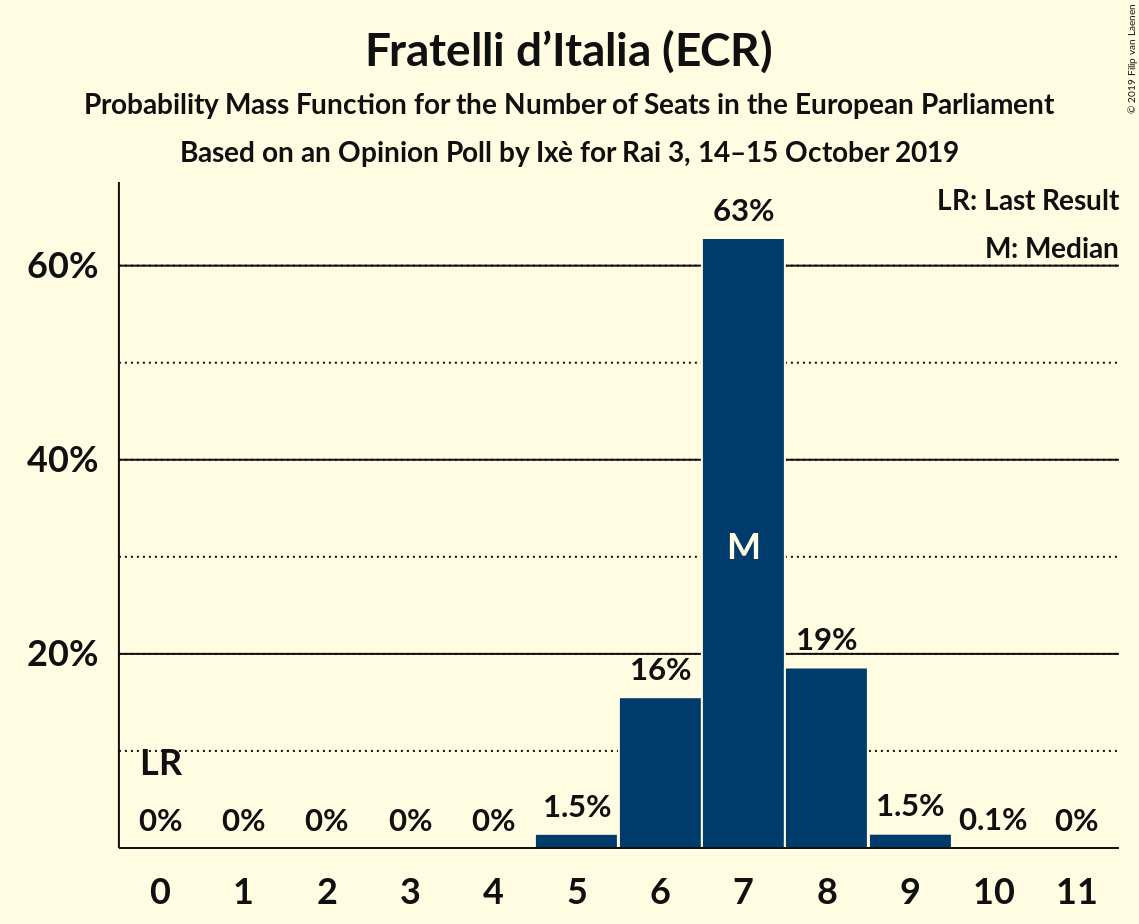 Fratelli d’Italia (ECR)
Probability Mass Function for the Number of Seats in the European Parliament
Based on an Opinion Poll by Ixè for Rai 3, 14–15 October 2019
© 2019 Filip van Laenen
LR: Last Result
M: Median
63%
60%
40%
M
20%
19%
16%
LR
0% 0% 0% 0% 0% 1.5% 1.5% 0.1% 0%
0 1 2 3 4 5 6 7 8 9 10 11